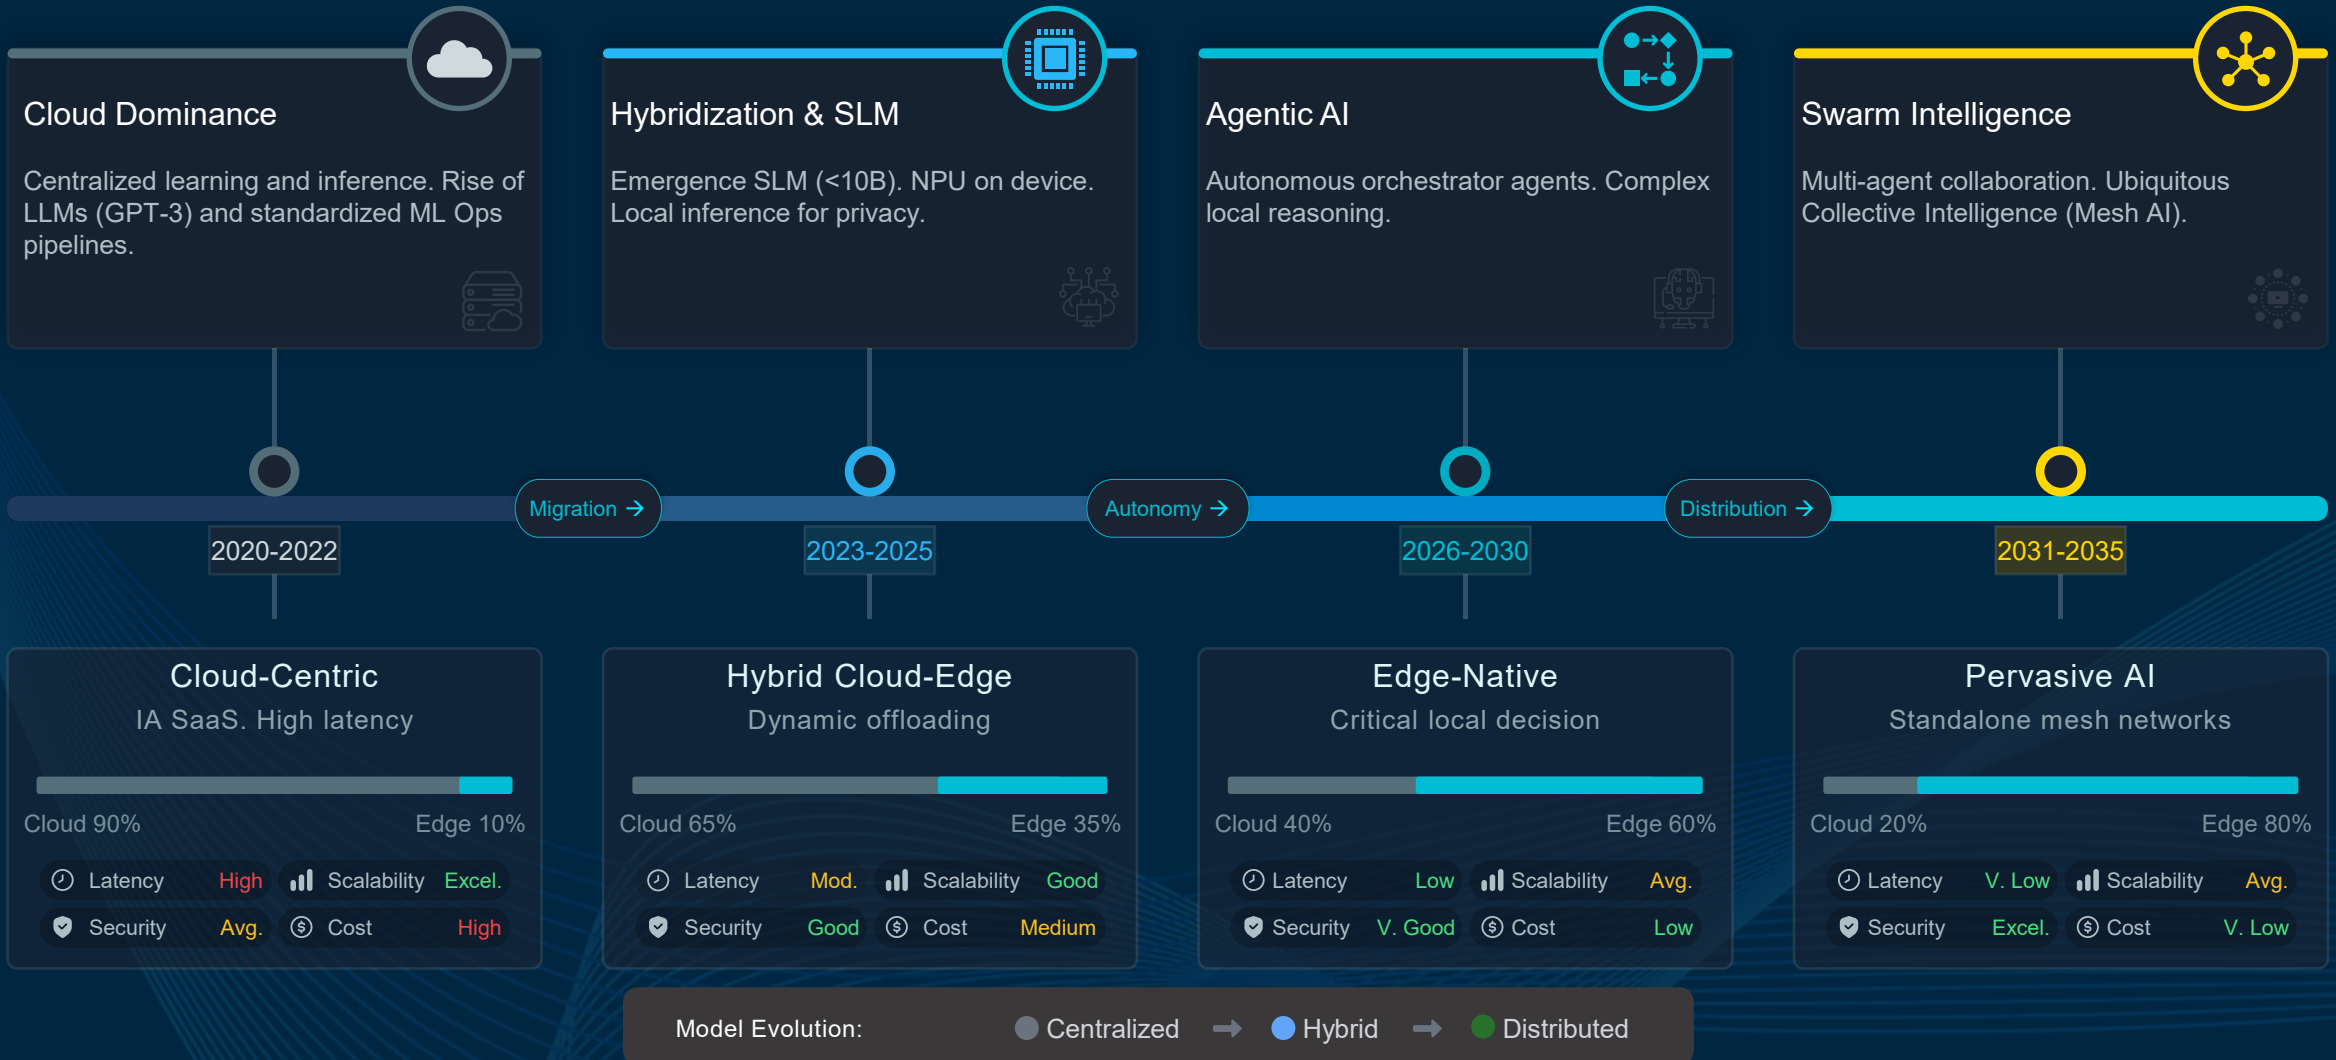 Cloud Dominance
Centralized learning and inference. Rise of
LLMs (GPT-3) and standardized ML Ops
pipelines.
Hybridization & SLM
Emergence SLM (<10B). NPU on device.
Local inference for privacy.
Agentic AI
Autonomous orchestrator agents. Complex
local reasoning.
Swarm Intelligence
Multi-agent collaboration. Ubiquitous
Collective Intelligence (Mesh AI).
Migration →
Autonomy →
Distribution →
2020-2022
2023-2025
2026-2030
2031-2035
Cloud-Centric
IA SaaS. High latency
Cloud 90% Edge 10%
Latency High Scalability Excel.
Security Avg. Cost High
Hybrid Cloud-Edge
Dynamic offloading
Cloud 65% Edge 35%
Latency Mod. Scalability Good
Security Good Cost Medium
Edge-Native
Critical local decision
Cloud 40% Edge 60%
Latency Low Scalability Avg.
Security V. Good Cost Low
Pervasive AI
Standalone mesh networks
Cloud 20% Edge 80%
Latency V. Low Scalability Avg.
Security Excel. Cost V. Low
Model Evolution: Centralized → Hybrid → Distributed